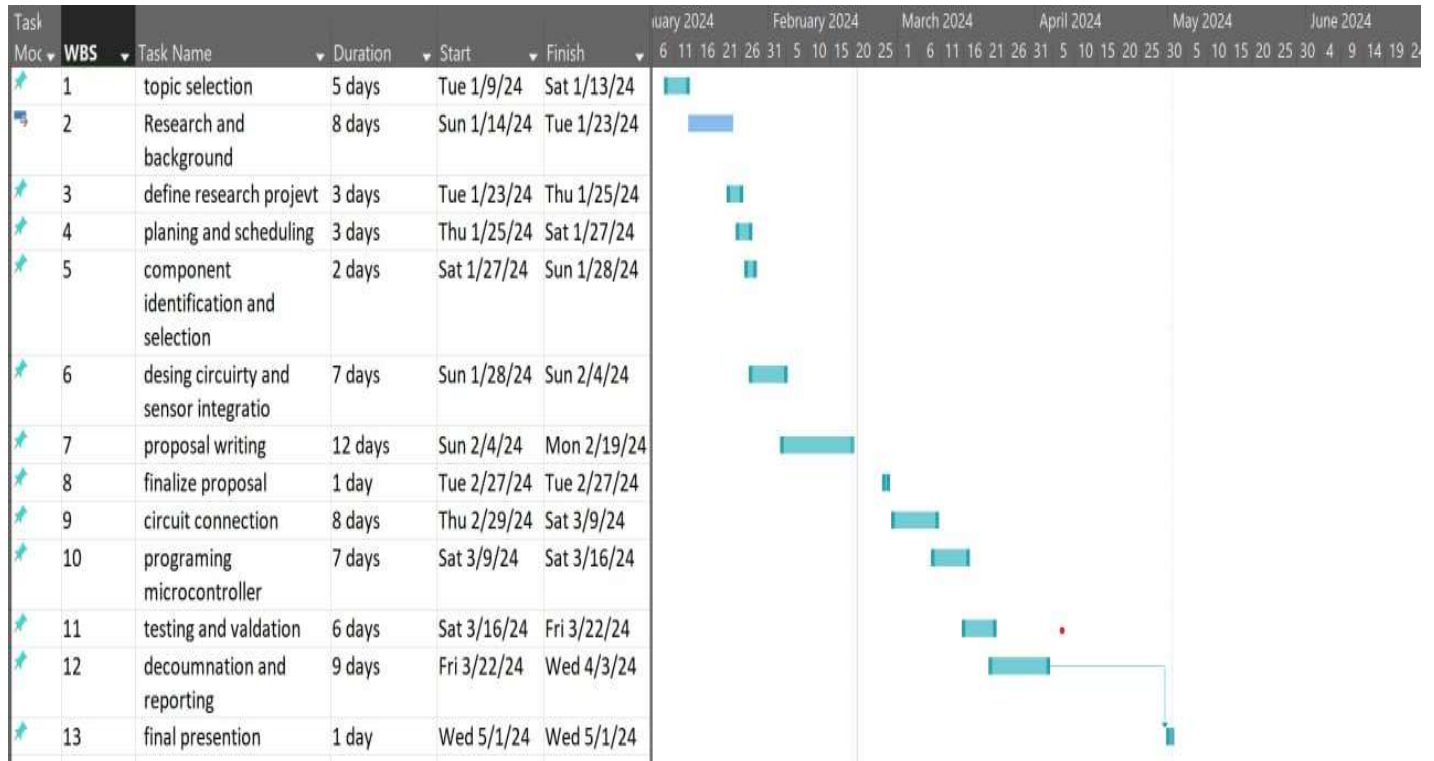 Task
Moc WBS Task Name Duration Start Finish
uary 2024 February 2024 March 2024 April 2024 May 2024 June 2024
6 11 16 21 26 31 5 10 15 20 25 1 6 11 16 21 26 31 5 10 15 20 25 30 5 10 15 20 25 30 4 9 14 19 24
1 topic selection 5 days Tue 1/9/24 Sat 1/13/24
2 Research and 8 days Sun 1/14/24 Tue 1/23/24
background
3 define research projevt 3 days Tue 1/23/24 Thu 1/25/24
4 planing and scheduling 3 days Thu 1/25/24 Sat 1/27/24
5 component 2 days Sat 1/27/24 Sun 1/28/24
identification and
selection
6 desing circuirty and 7 days Sun 1/28/24 Sun 2/4/24
sensor integratio
7 proposal writing 12 days Sun 2/4/24 Mon 2/19/24
8 finalize proposal 1 day Tue 2/27/24 Tue 2/27/24
9 circuit connection 8 days Thu 2/29/24 Sat 3/9/24
10 programing 7 days Sat 3/9/24 Sat 3/16/24
microcontroller
11 testing and valdation 6 days Sat 3/16/24 Fri 3/22/24
12 decoumnation and 9 days Fri 3/22/24 Wed 4/3/24
reporting
13 final presention 1 day Wed 5/1/24 Wed 5/1/24